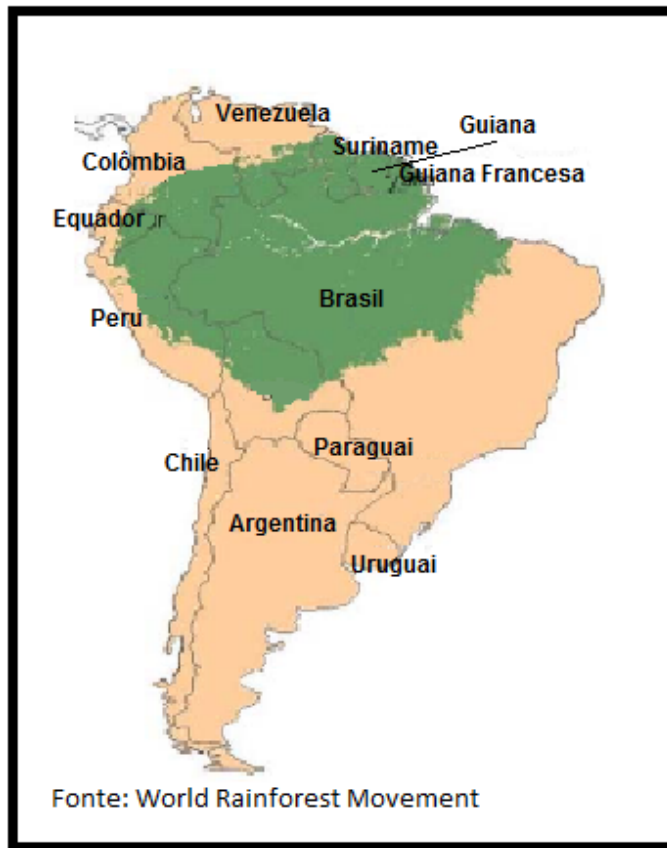 Venezuela
Guiana
Suriname
Colômbia
Guiana Francesa
Equador
Brasil
Peru
Paraguai
Chile
Argentina
Uruguai
Fonte: World Rainforest Movement